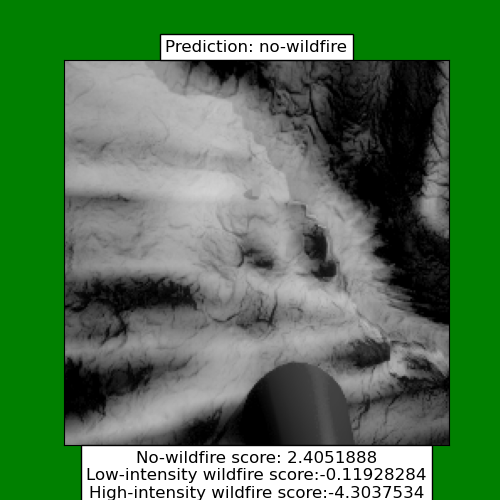 Prediction: no-wildfire
No-wildfire score: 2.4051888
Low-intensity wildfire score:-0.11928284
High-intensity wildfire score:-4.3037534